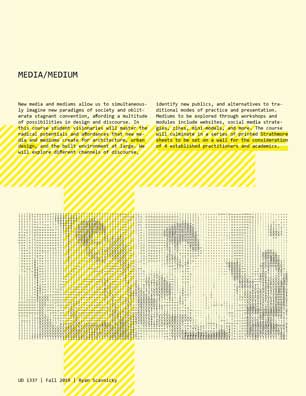 MEDIA/MEDIUM
New media and mediums allow us to simultaneous-
ly imagine new paradigms of society and oblit-
erate stagnant convention, affording a multitude
of possibilities in design and discourse. In
this course student visionaries will master the
radical potentials and affordances that new me-
dia and mediums create for architecture, urban
design, and the built environment at large. We
will explore different channels of discourse,
identify new publics, and alternatives to tra-
ditional modes of practice and presentation.
Mediums to be explored through workshops and
modules include websites, social media strate-
gies, zines, mini models, and more. The course
will culminate in a series of printed Strathmore
sheets to be set on a wall for the consideration
of 4 established practitioners and academics.
UD 1337 | Fall 2019 | Ryan Scavnicky